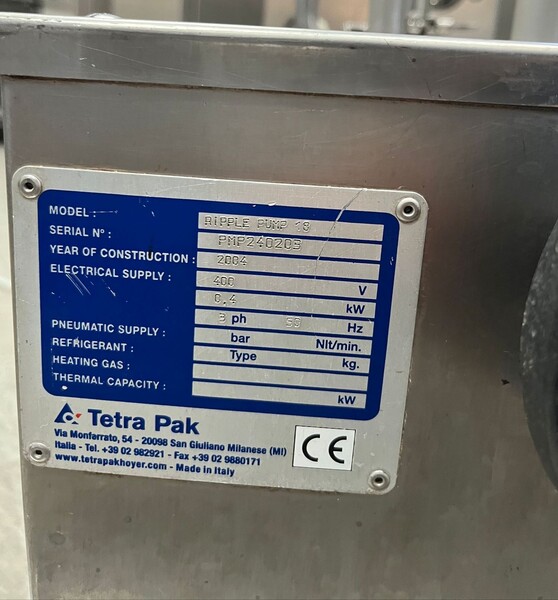 MODEL : RIPPLE PUMP 18
SERIAL N° : PMP240209
YEAR OF CONSTRUCTION : 2004
ELECTRICAL SUPPLY : 400 V
0,4 kW
3 ph 50 Hz
PNEUMATIC SUPPLY : bar Nlt/min.
REFRIGERANT : Type kg.
HEATING GAS :
THERMAL CAPACITY : kW
Tetra Pak
Via Monferrato, 54 - 20098 San Giuliano Milanese (MI)
Italia - Tel. +39 02 982921 - Fax +39 02 9880171
www.tetrapakhoyer.com - Made in Italy
CE